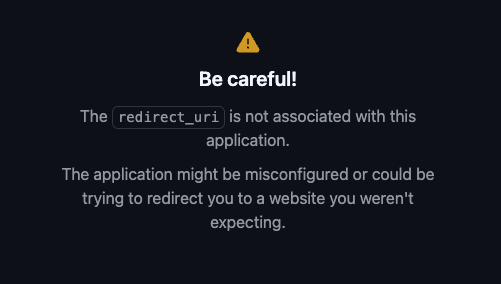 Be careful!
The redirect_uri is not associated with this
application.
The application might be misconfigured or could be
trying to redirect you to a website you weren't
expecting.